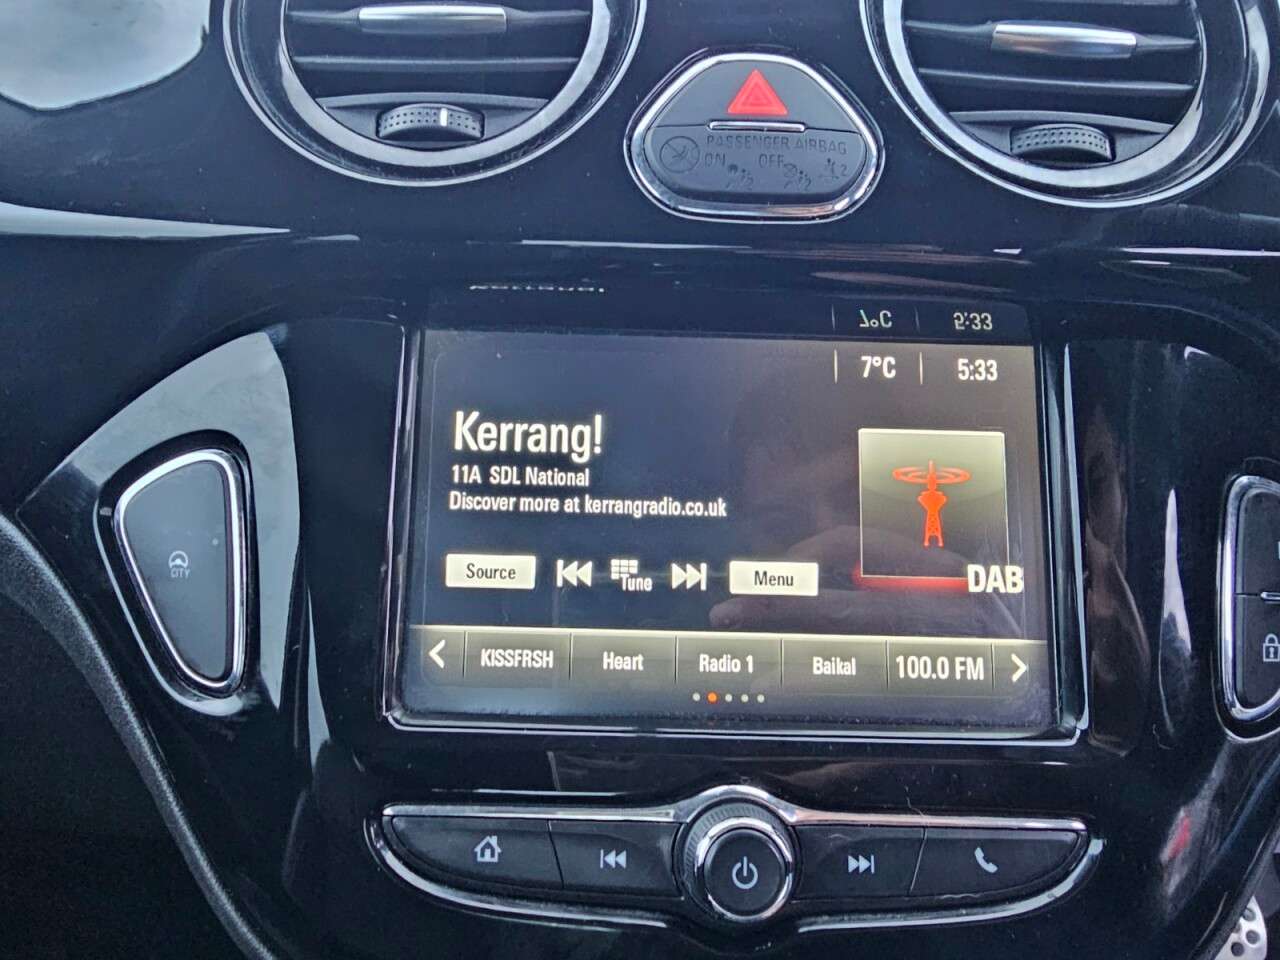 PASSENGER AIRBAG
ON OFF
7°C 5:33
Kerrang!
11A SDL National
Discover more at kerrangradio.co.uk
Source Tune Menu
DAB
KISSFRSH Heart Radio 1 Baikal 100.0 FM
CITY